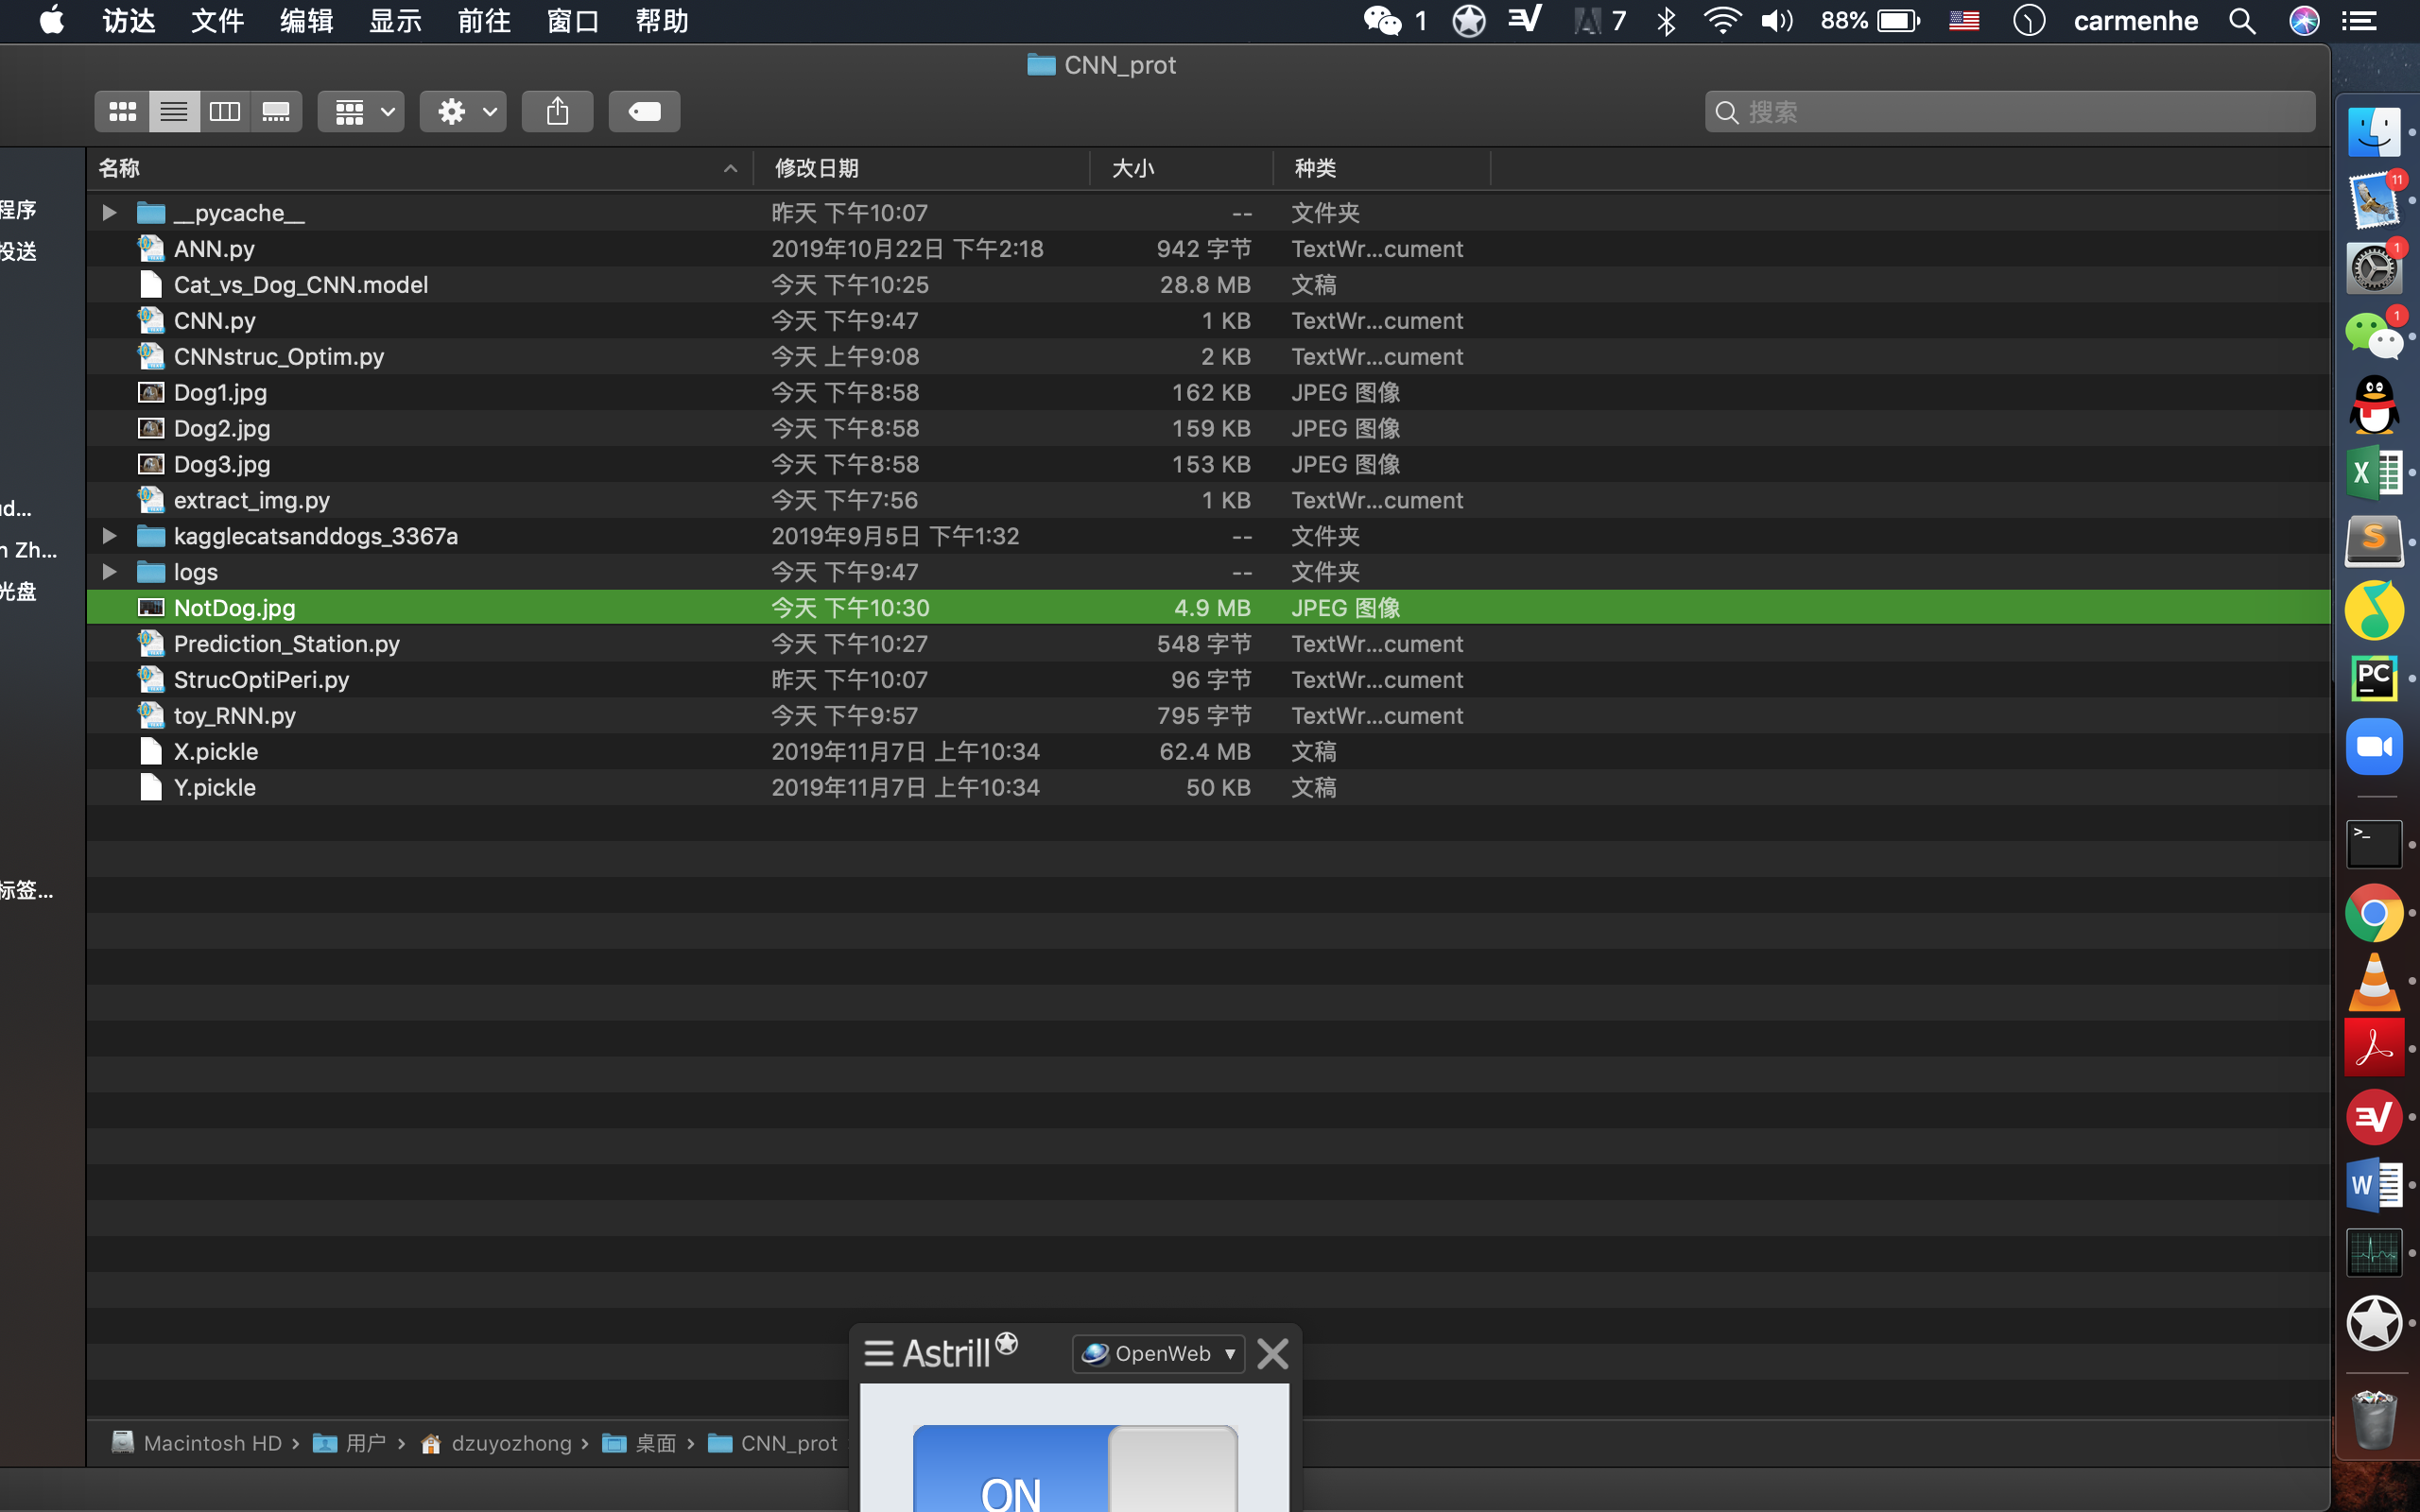 访达 文件 编辑 显示 前往 窗口 帮助 1 7 88% carmenhe
CNN_prot
搜索
名称 修改日期 大小 种类
__pycache__ 昨天 下午10:07 -- 文件夹
ANN.py 2019年10月22日 下午2:18 942 字节 TextWr...cument
Cat_vs_Dog_CNN.model 今天 下午10:25 28.8 MB 文稿
CNN.py 今天 下午9:47 1 KB TextWr...cument
CNNstruc_Optim.py 今天 上午9:08 2 KB TextWr...cument
Dog1.jpg 今天 下午8:58 162 KB JPEG 图像
Dog2.jpg 今天 下午8:58 159 KB JPEG 图像
Dog3.jpg 今天 下午8:58 153 KB JPEG 图像
extract_img.py 今天 下午7:56 1 KB TextWr...cument
kagglecatsanddogs_3367a 2019年9月5日 下午1:32 -- 文件夹
logs 今天 下午9:47 -- 文件夹
NotDog.jpg 今天 下午10:30 4.9 MB JPEG 图像
Prediction_Station.py 今天 下午10:27 548 字节 TextWr...cument
StrucOptiPeri.py 昨天 下午10:07 96 字节 TextWr...cument
toy_RNN.py 今天 下午9:57 795 字节 TextWr...cument
X.pickle 2019年11月7日 上午10:34 62.4 MB 文稿
Y.pickle 2019年11月7日 上午10:34 50 KB 文稿
程序
投送
ud...
n Zh...
光盘
标签...
Macintosh HD › 用户 › dzuyozhong › 桌面 › CNN_prot
Astrill OpenWeb
ON
11
1
1
X
S
PC
>_
W